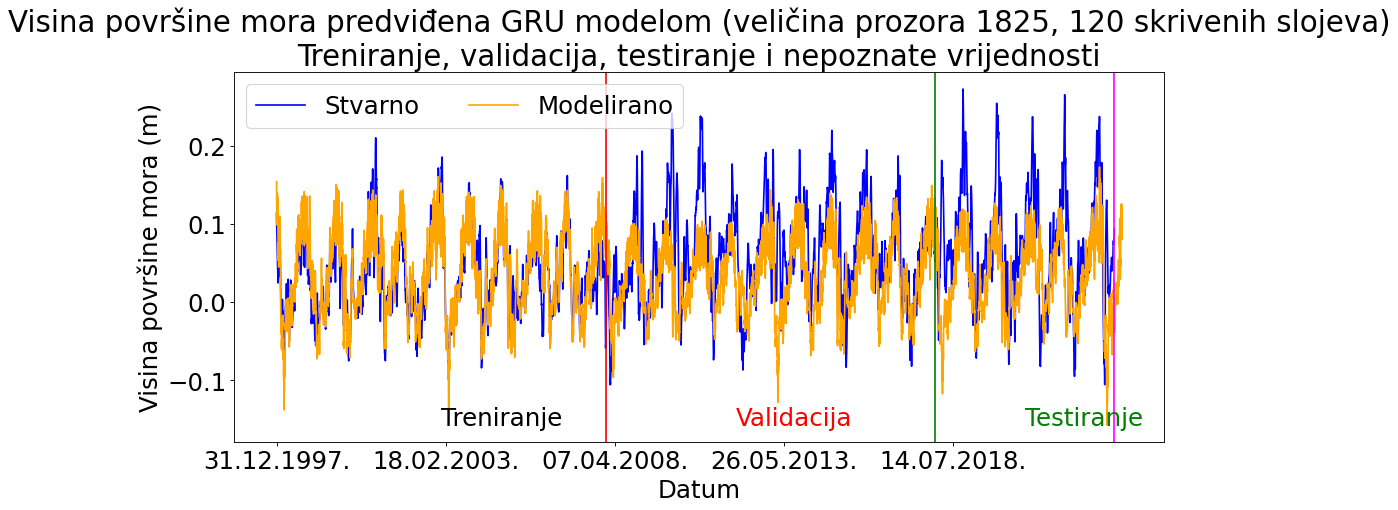 Visina površine mora predviđena GRU modelom (veličina prozora 1825, 120 skrivenih slojeva)
Treniranje, validacija, testiranje i nepoznate vrijednosti
Stvarno
Modelirano
Visina površine mora (m)
0.2
0.1
0.0
−0.1
Treniranje
Validacija
Testiranje
31.12.1997.
18.02.2003.
07.04.2008.
26.05.2013.
14.07.2018.
Datum